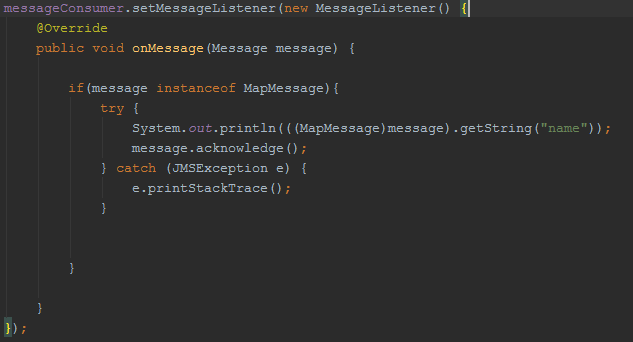 messageConsumer.setMessageListener(new MessageListener() {
    @Override
    public void onMessage(Message message) {
        if(message instanceof MapMessage){
            try {
                System.out.println(((MapMessage)message).getString("name"));
                message.acknowledge();
            } catch (JMSException e) {
                e.printStackTrace();
            }
        }
    }
});